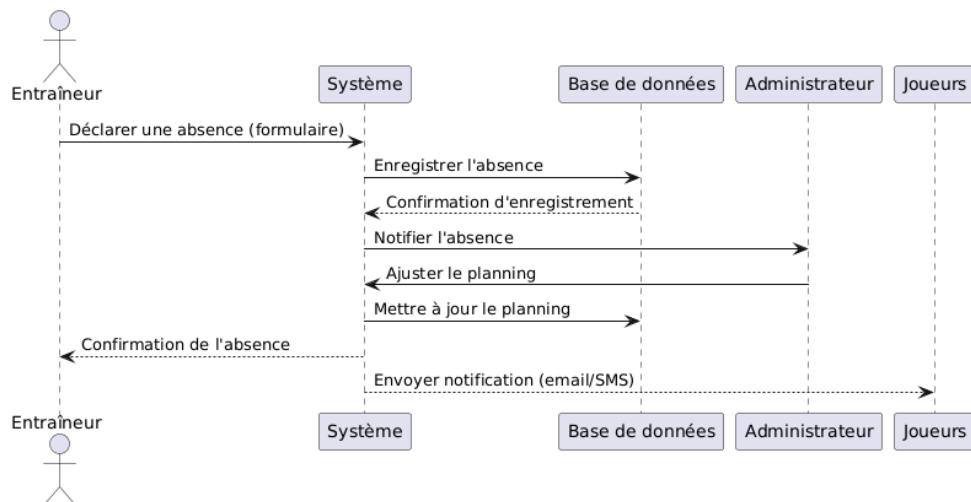 Entraîneur
Système
Base de données
Administrateur
Joueurs
Déclarer une absence (formulaire)
Enregistrer l'absence
Confirmation d'enregistrement
Notifier l'absence
Ajuster le planning
Mettre à jour le planning
Confirmation de l'absence
Envoyer notification (email/SMS)
Entraîneur
Système
Base de données
Administrateur
Joueurs